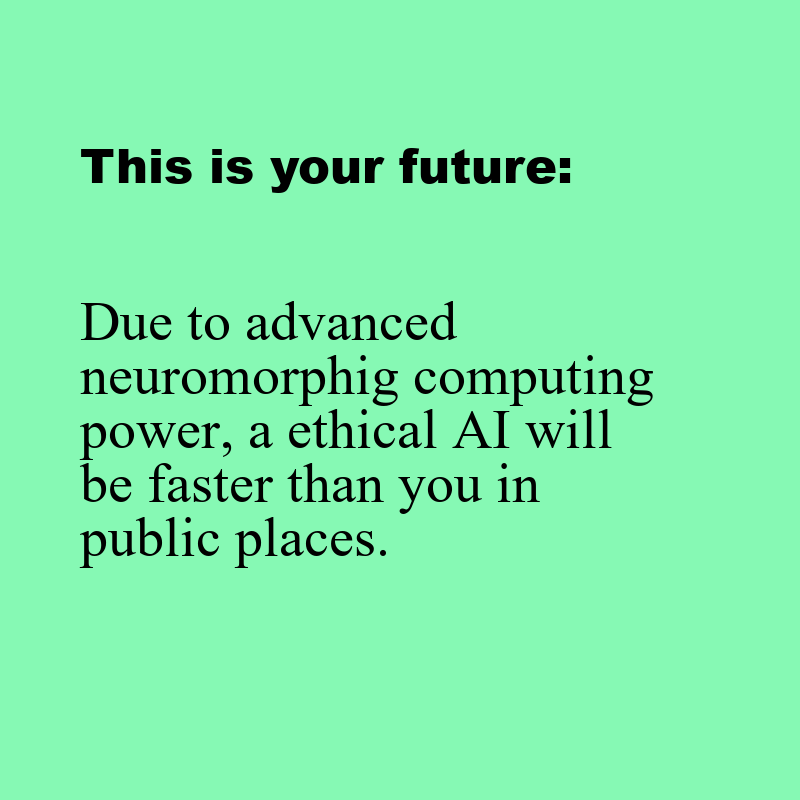 This is your future:
Due to advanced
neuromorphig computing
power, a ethical AI will
be faster than you in
public places.